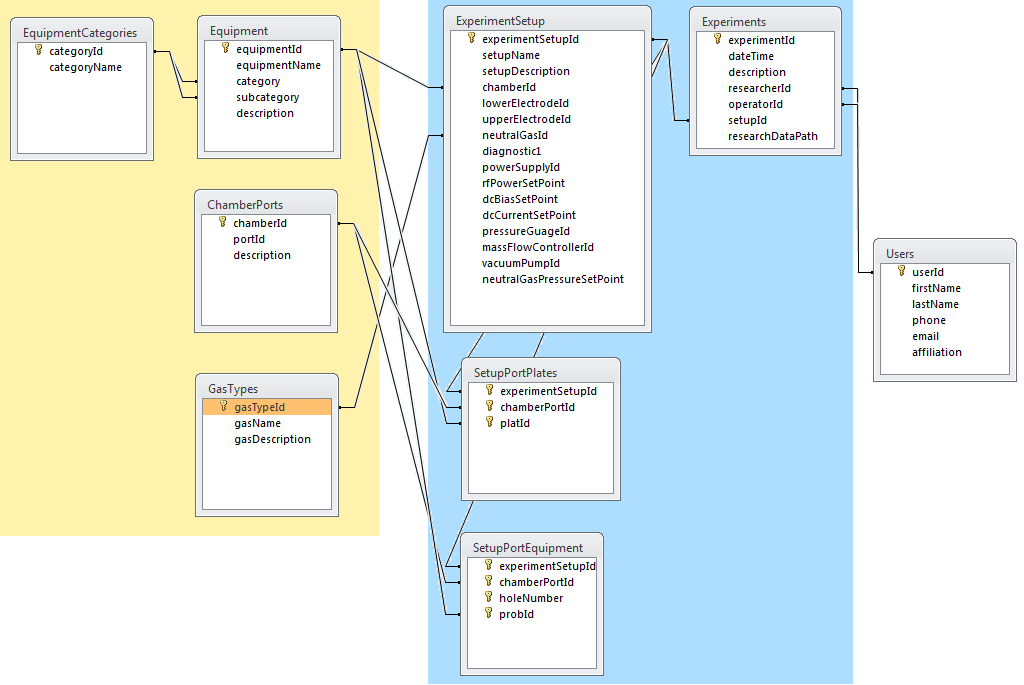 EquipmentCategories
categoryId
categoryName
Equipment
equipmentId
equipmentName
category
subcategory
description
ChamberPorts
chamberId
portId
description
GasTypes
gasTypeId
gasName
gasDescription
ExperimentSetup
experimentSetupId
setupName
setupDescription
chamberId
lowerElectrodeId
upperElectrodeId
neutralGasId
diagnostic1
powerSupplyId
rfPowerSetPoint
dcBiasSetPoint
dcCurrentSetPoint
pressureGuageId
massFlowControllerId
vacuumPumpId
neutralGasPressureSetPoint
SetupPortPlates
experimentSetupId
chamberPortId
platId
SetupPortEquipment
experimentSetupId
chamberPortId
holeNumber
probId
Experiments
experimentId
dateTime
description
researcherId
operatorId
setupId
researchDataPath
Users
userId
firstName
lastName
phone
email
affiliation